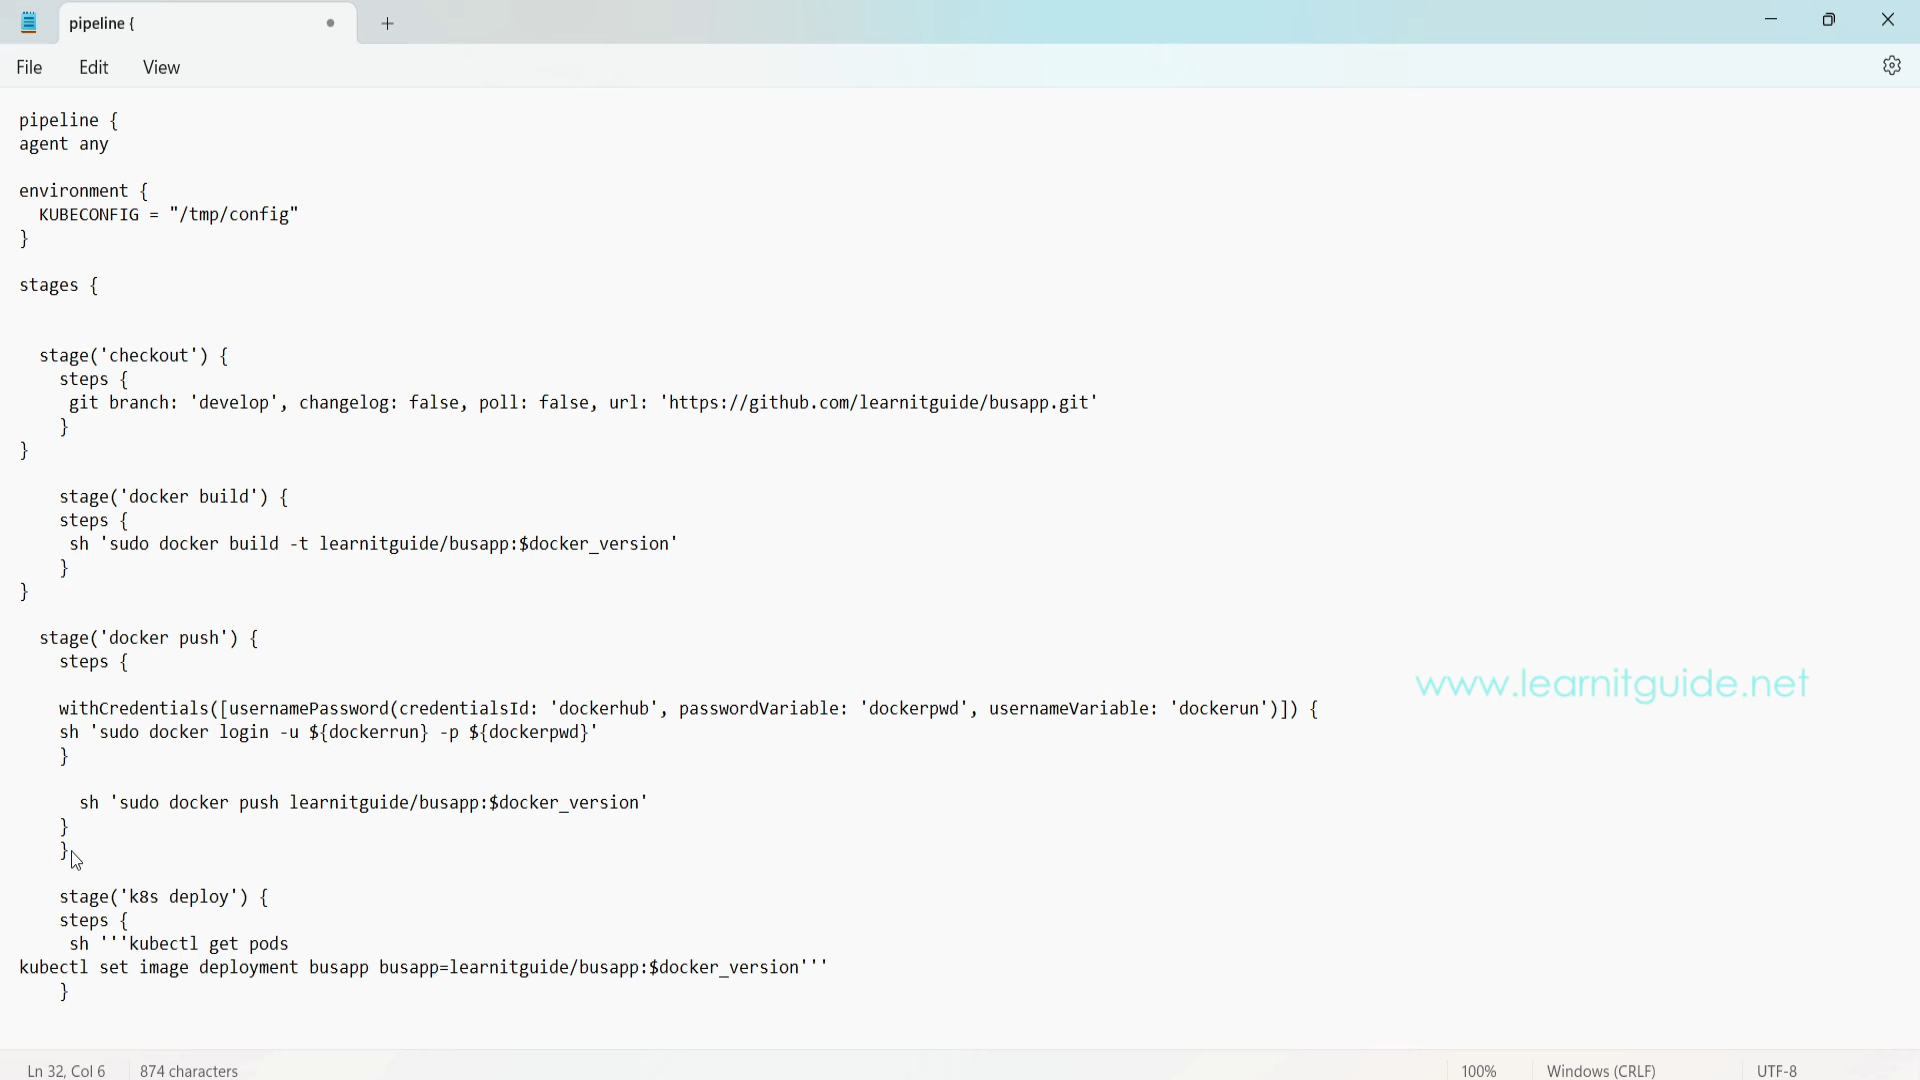 pipeline {
File Edit View
pipeline {
agent any
environment {
KUBECONFIG = "/tmp/config"
}
stages {
stage('checkout') {
steps {
git branch: 'develop', changelog: false, poll: false, url: 'https://github.com/learnitguide/busapp.git'
}
}
stage('docker build') {
steps {
sh 'sudo docker build -t learnitguide/busapp:$docker_version'
}
}
stage('docker push') {
steps {
www.learnitguide.net
withCredentials([usernamePassword(credentialsId: 'dockerhub', passwordVariable: 'dockerpwd', usernameVariable: 'dockerun')]) {
sh 'sudo docker login -u ${dockerrun} -p ${dockerpwd}'
}
sh 'sudo docker push learnitguide/busapp:$docker_version'
}
}
stage('k8s deploy') {
steps {
sh '''kubectl get pods
kubectl set image deployment busapp busapp=learnitguide/busapp:$docker_version'''
}
Ln 32, Col 6 874 characters 100% Windows (CRLF) UTF-8